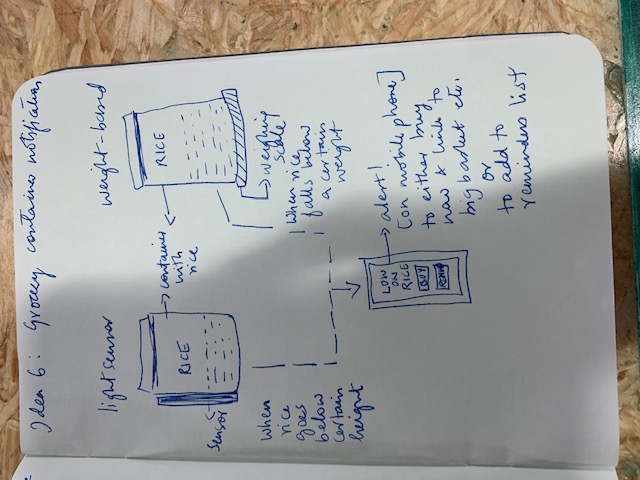 Idea 6: Grocery container notification
light sensor
weight-based
RICE
RICE
container
with
rice
sensor
weighing
scale
when
rice
goes
below
certain
height
when rice
falls below
a certain
weight
LOW
ON
RICE
BUY
alert!
[on mobile phone]
to either buy
now & link to
big basket etc.
or
to add to
reminders list